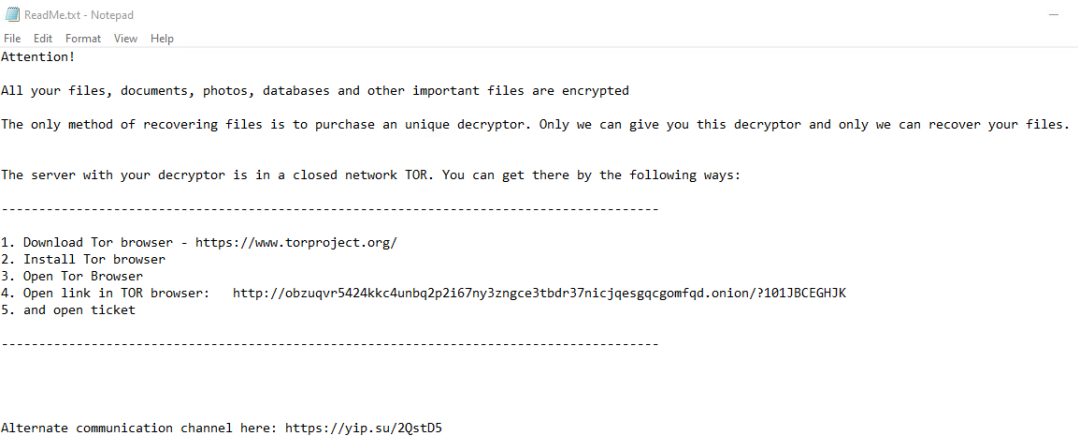 ReadMe.txt - Notepad
File Edit Format View Help
Attention!
All your files, documents, photos, databases and other important files are encrypted
The only method of recovering files is to purchase an unique decryptor. Only we can give you this decryptor and only we can recover your files.
The server with your decryptor is in a closed network TOR. You can get there by the following ways:
----------------------------------------------------------------------------------------
1. Download Tor browser - https://www.torproject.org/
2. Install Tor browser
3. Open Tor Browser
4. Open link in TOR browser: http://obzuqvr5424kkc4unbq2p2i67ny3zngce3tbdr37nicjqesgqcgomfqd.onion/?101JBCEGHJK
5. and open ticket
----------------------------------------------------------------------------------------
Alternate communication channel here: https://yip.su/2QstD5